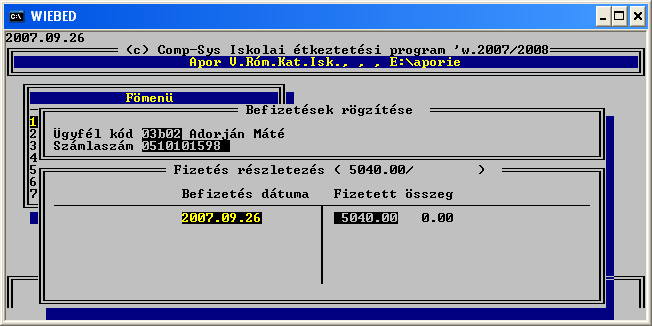 WIEBED
2007.09.26
(c) Comp-Sys Iskolai étkeztetési program 'w.2007/2008
Apor V.Róm.Kat.Isk., , , E:\aporie
Fömenü
Befizetések rögzítése
1
2
3
4
5
6
7
Ügyfél kód 03b02 Adorján Máté
Számlaszám 0510101598
Fizetés részletezés ( 5040.00/ )
Befizetés dátuma Fizetett összeg
2007.09.26 5040.00 0.00